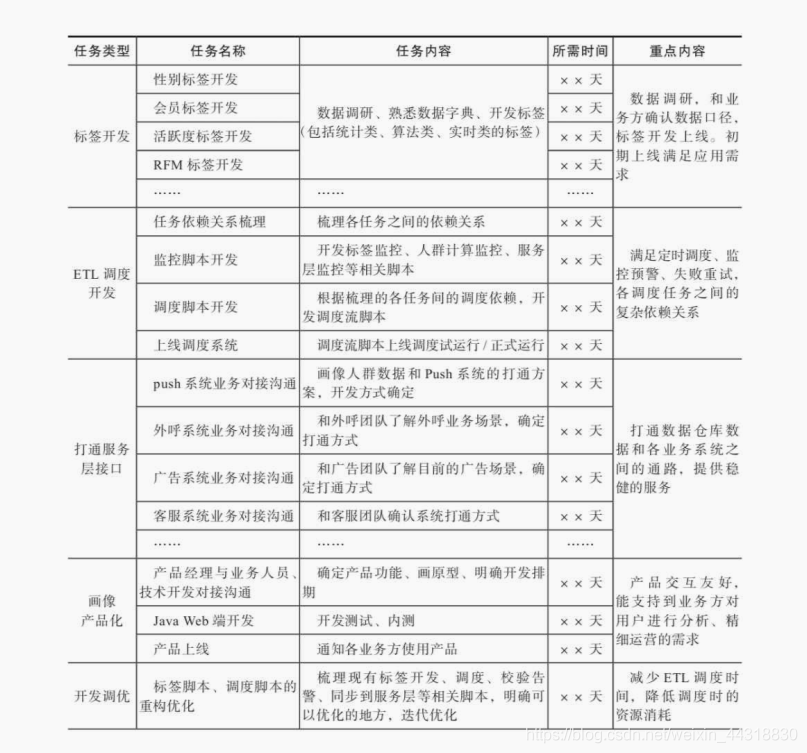 任务类型 任务名称 任务内容 所需时间 重点内容
标签开发
性别标签开发
会员标签开发
活跃度标签开发
RFM 标签开发
……
数据调研、熟悉数据字典、开发标签
（包括统计类、算法类、实时类的标签）
……
×× 天
×× 天
×× 天
×× 天
……
数据调研，和业
务方确认数据口径，
标签开发上线。初
期上线满足应用需
求
ETL 调度
开发
任务依赖关系梳理
梳理各任务之间的依赖关系
×× 天
监控脚本开发
开发标签监控、人群计算监控、服务
层监控等相关脚本
×× 天
调度脚本开发
根据梳理的各任务间的调度依赖，开
发调度流脚本
×× 天
上线调度系统
调度流脚本上线调度试运行 / 正式运行
×× 天
满足定时调度、监
控预警、失败重试，
各调度任务之间的
复杂依赖关系
打通服务
层接口
push 系统业务对接沟通
画像人群数据和 Push 系统的打通方
案，开发方式确定
×× 天
外呼系统业务对接沟通
和外呼团队了解外呼业务场景，确定
打通方式
×× 天
广告系统业务对接沟通
和广告团队了解目前的广告场景，确
定打通方式
×× 天
客服系统业务对接沟通
和客服团队确认系统打通方式
×× 天
……
……
……
打通数据仓库数
据和各业务系统之
间的通路，提供稳
健的服务
画像
产品化
产品经理与业务人员、
技术开发对接沟通
确定产品功能、画原型、明确开发排
期
×× 天
Java Web 端开发
开发测试、内测
×× 天
产品上线
通知各业务方使用产品
×× 天
产品交互友好，
能支持到业务方对
用户进行分析、精
细运营的需求
开发调优
标签脚本、调度脚本的
重构优化
梳理现有标签开发、调度、校验告
警、同步到服务层等相关脚本，明确可
以优化的地方，迭代优化
×× 天
减少 ETL 调度时
间，降低调度时的
资源消耗
https://blog.csdn.net/weixin_44318830